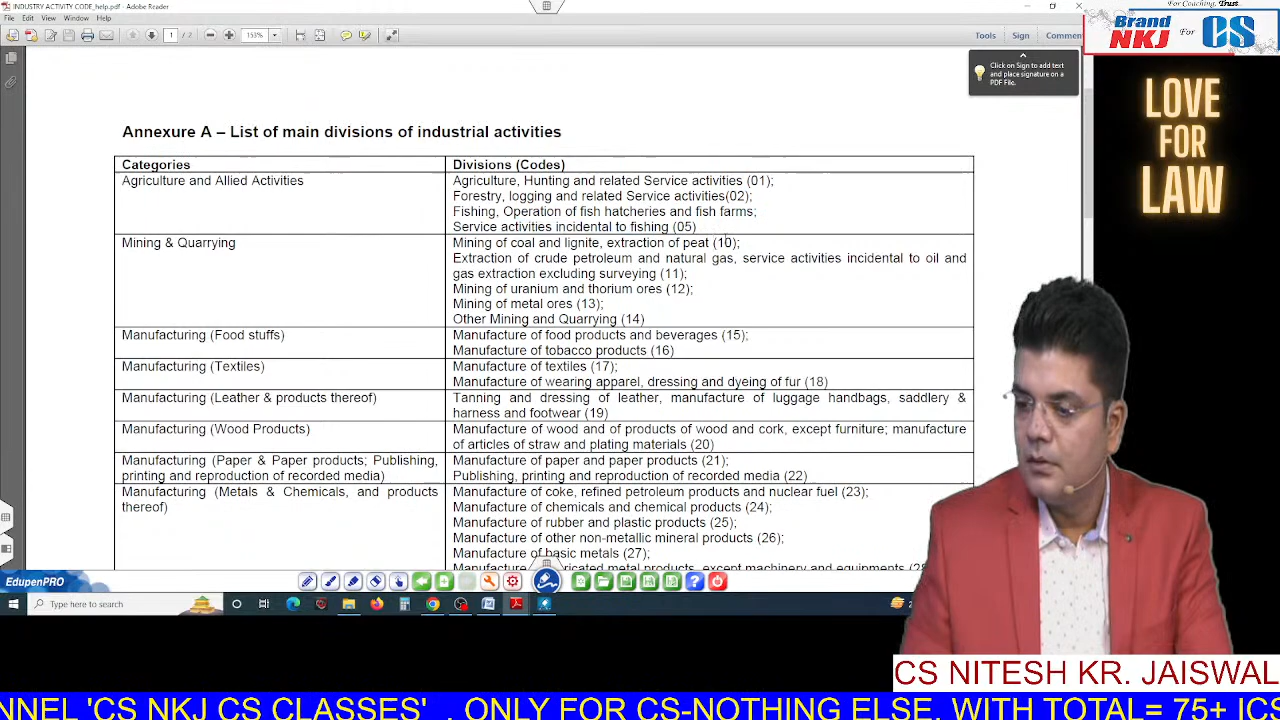 INDUSTRY ACTIVITY CODE_help.pdf - Adobe Reader
File Edit View Window Help
1 / 2 153%
Tools Sign Comment
Click on Sign to add text
and place signature on a
PDF File.
For Coaching, Trust
Brand
NKJ
For
CS
LOVE
FOR
LAW
Annexure A – List of main divisions of industrial activities
Categories Divisions (Codes)
Agriculture and Allied Activities Agriculture, Hunting and related Service activities (01);
Forestry, logging and related Service activities(02);
Fishing, Operation of fish hatcheries and fish farms;
Service activities incidental to fishing (05)
Mining & Quarrying Mining of coal and lignite, extraction of peat (10);
Extraction of crude petroleum and natural gas, service activities incidental to oil and
gas extraction excluding surveying (11);
Mining of uranium and thorium ores (12);
Mining of metal ores (13);
Other Mining and Quarrying (14)
Manufacturing (Food stuffs) Manufacture of food products and beverages (15);
Manufacture of tobacco products (16)
Manufacturing (Textiles) Manufacture of textiles (17);
Manufacture of wearing apparel, dressing and dyeing of fur (18)
Manufacturing (Leather & products thereof) Tanning and dressing of leather, manufacture of luggage handbags, saddlery &
harness and footwear (19)
Manufacturing (Wood Products) Manufacture of wood and of products of wood and cork, except furniture; manufacture
of articles of straw and plating materials (20)
Manufacturing (Paper & Paper products; Publishing, Manufacture of paper and paper products (21);
printing and reproduction of recorded media) Publishing, printing and reproduction of recorded media (22)
Manufacturing (Metals & Chemicals, and products Manufacture of coke, refined petroleum products and nuclear fuel (23);
thereof) Manufacture of chemicals and chemical products (24);
Manufacture of rubber and plastic products (25);
Manufacture of other non-metallic mineral products (26);
Manufacture of basic metals (27);
metal products, except machinery and equipments
EdupenPRO
Type here to search
CS NITESH KR. JAISWAL
NNEL 'CS NKJ CS CLASSES' ...ONLY FOR CS-NOTHING ELSE, WITH TOTAL= 75+ ICS